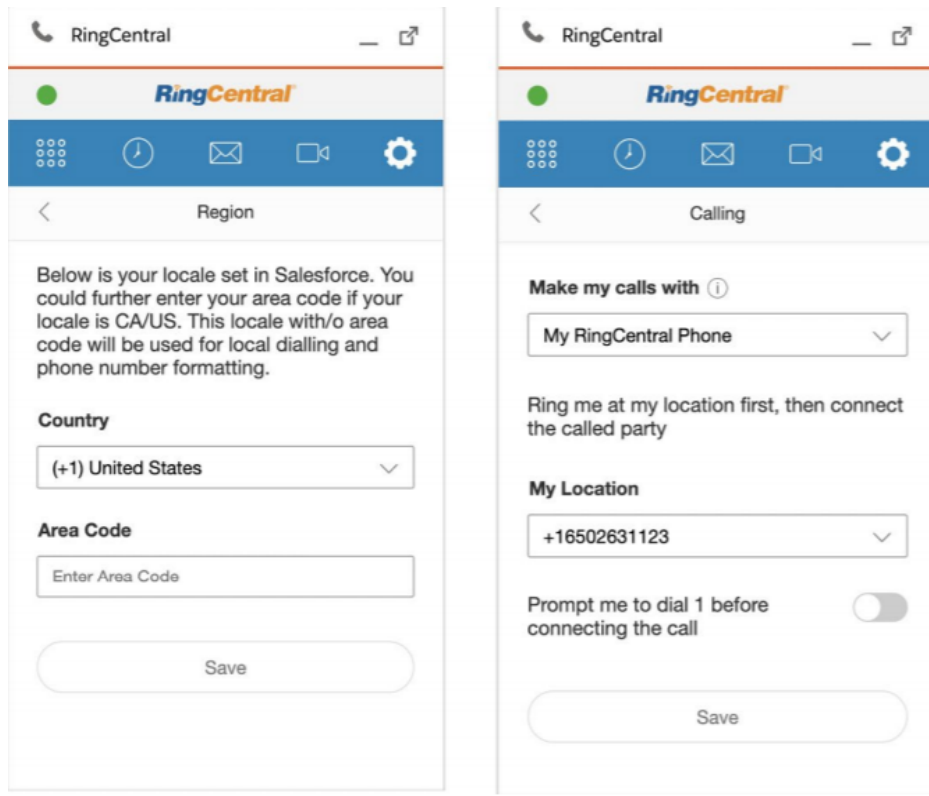 RingCentral
RingCentral
Region
Below is your locale set in Salesforce. You
could further enter your area code if your
locale is CA/US. This locale with/o area
code will be used for local dialling and
phone number formatting.
Country
(+1) United States
Area Code
Enter Area Code
Save
RingCentral
RingCentral
Calling
Make my calls with
My RingCentral Phone
Ring me at my location first, then connect
the called party
My Location
+16502631123
Prompt me to dial 1 before
connecting the call
Save